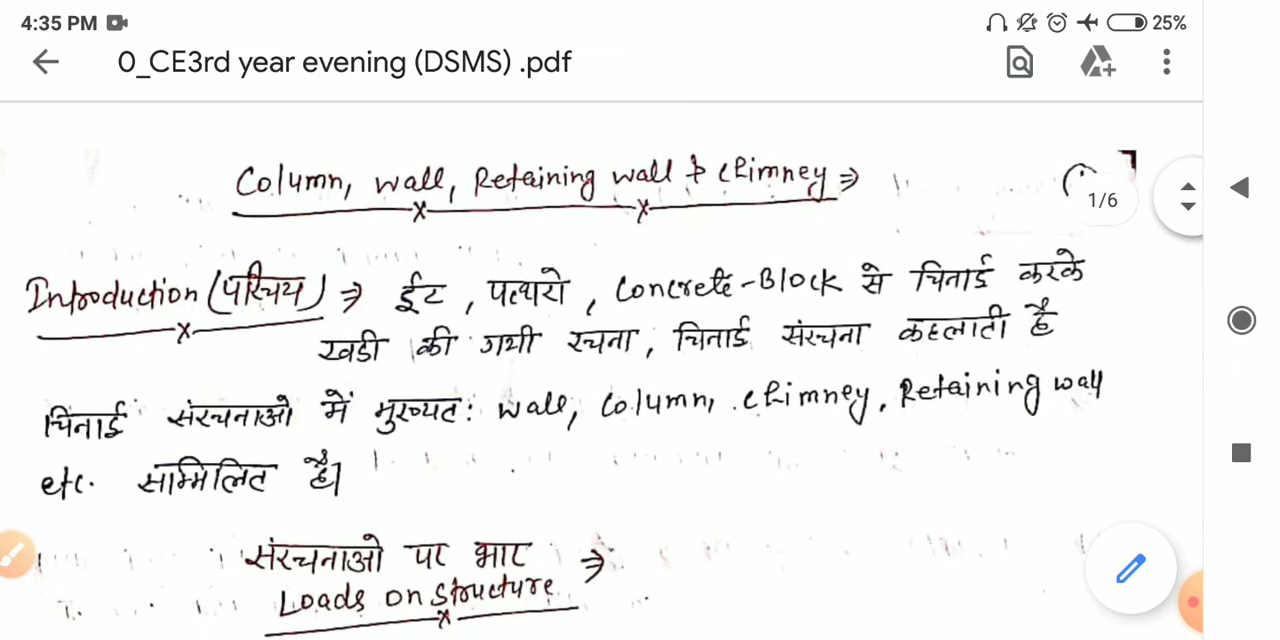 4:35 PM 25%
0_CE3rd year evening (DSMS) .pdf
Column, wall, Retaining wall & chimney ⇒
1/6
Introduction (परिचय) ⇒ ईट, पत्थरो, Concrete-Block से चिनाई करके
खडी की गयी रचना, चिनाई संरचना कहलाती है
चिनाई संरचनाओ में मुख्यत: wall, column, chimney, Retaining wall
etc. सम्मिलित है।
संरचनाओ पर भार ⇒
Loads on structure